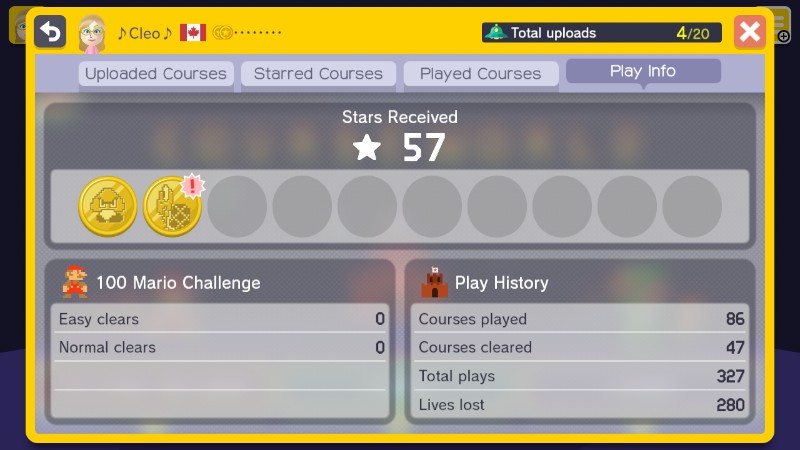 ♪Cleo♪
Total uploads 4/20
Uploaded Courses
Starred Courses
Played Courses
Play Info
Stars Received
★ 57
!
100 Mario Challenge
Easy clears 0
Normal clears 0
Play History
Courses played 86
Courses cleared 47
Total plays 327
Lives lost 280